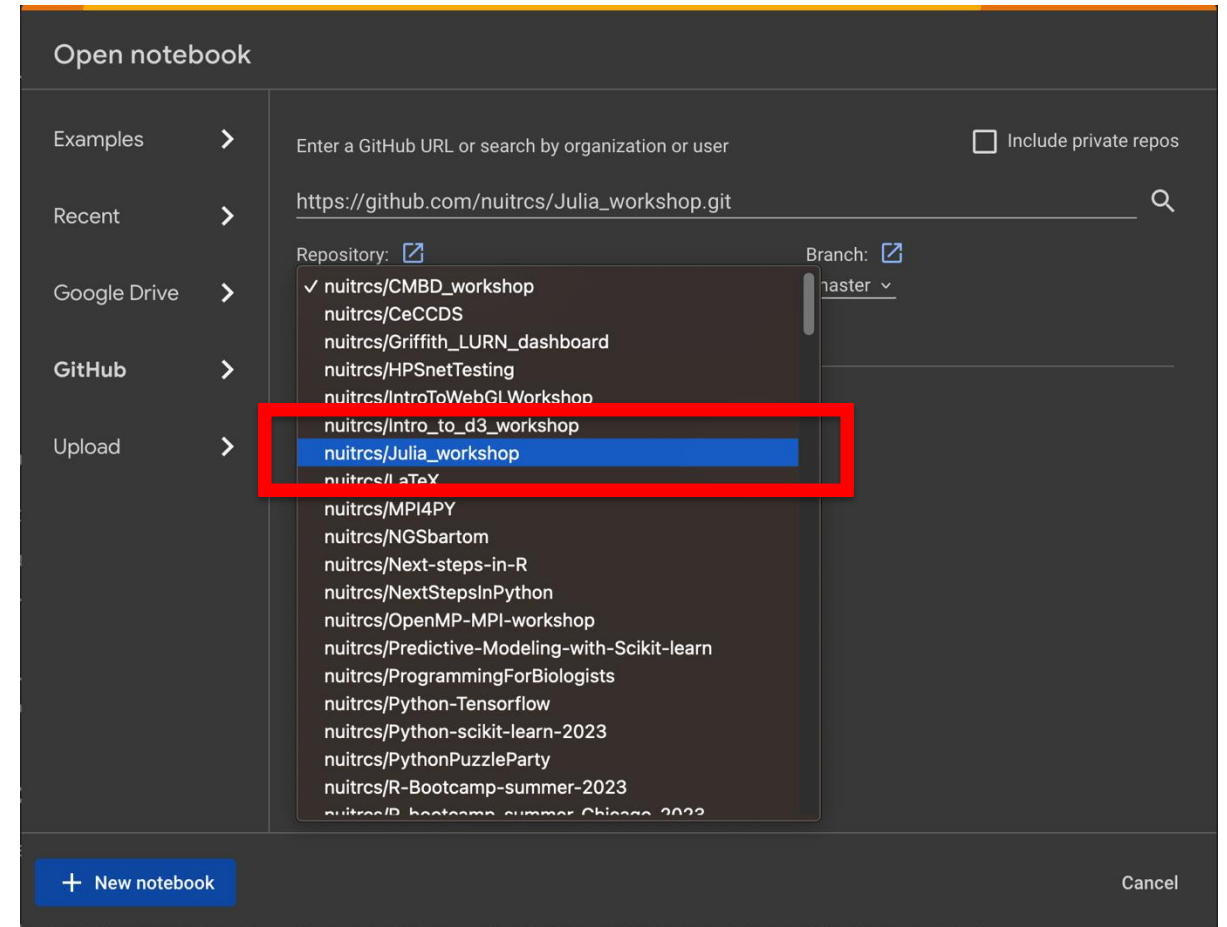 Open notebook
Examples
Recent
Google Drive
GitHub
Upload
Enter a GitHub URL or search by organization or user
Include private repos
https://github.com/nuitrcs/Julia_workshop.git
Repository:
Branch:
✓ nuitrcs/CMBD_workshop
naster
nuitrcs/CeCCDS
nuitrcs/Griffith_LURN_dashboard
nuitrcs/HPSnetTesting
nuitrcs/IntroToWebGLWorkshop
nuitrcs/Intro_to_d3_workshop
nuitrcs/Julia_workshop
nuitrcs/LaTeX
nuitrcs/MPI4PY
nuitrcs/NGSbartom
nuitrcs/Next-steps-in-R
nuitrcs/NextStepsInPython
nuitrcs/OpenMP-MPI-workshop
nuitrcs/Predictive-Modeling-with-Scikit-learn
nuitrcs/ProgrammingForBiologists
nuitrcs/Python-Tensorflow
nuitrcs/Python-scikit-learn-2023
nuitrcs/PythonPuzzleParty
nuitrcs/R-Bootcamp-summer-2023
nuitrcs/R_bootcamp_summer_Chicago_2023
+ New notebook
Cancel